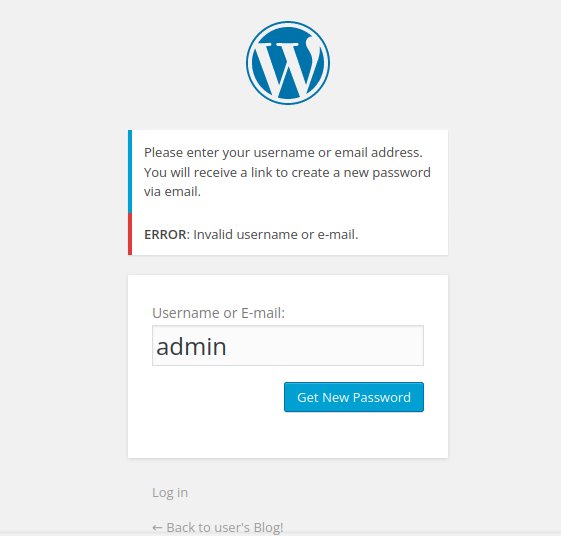 Please enter your username or email address.
You will receive a link to create a new password
via email.
ERROR: Invalid username or e-mail.
Username or E-mail:
admin
Get New Password
Log in
← Back to user's Blog!